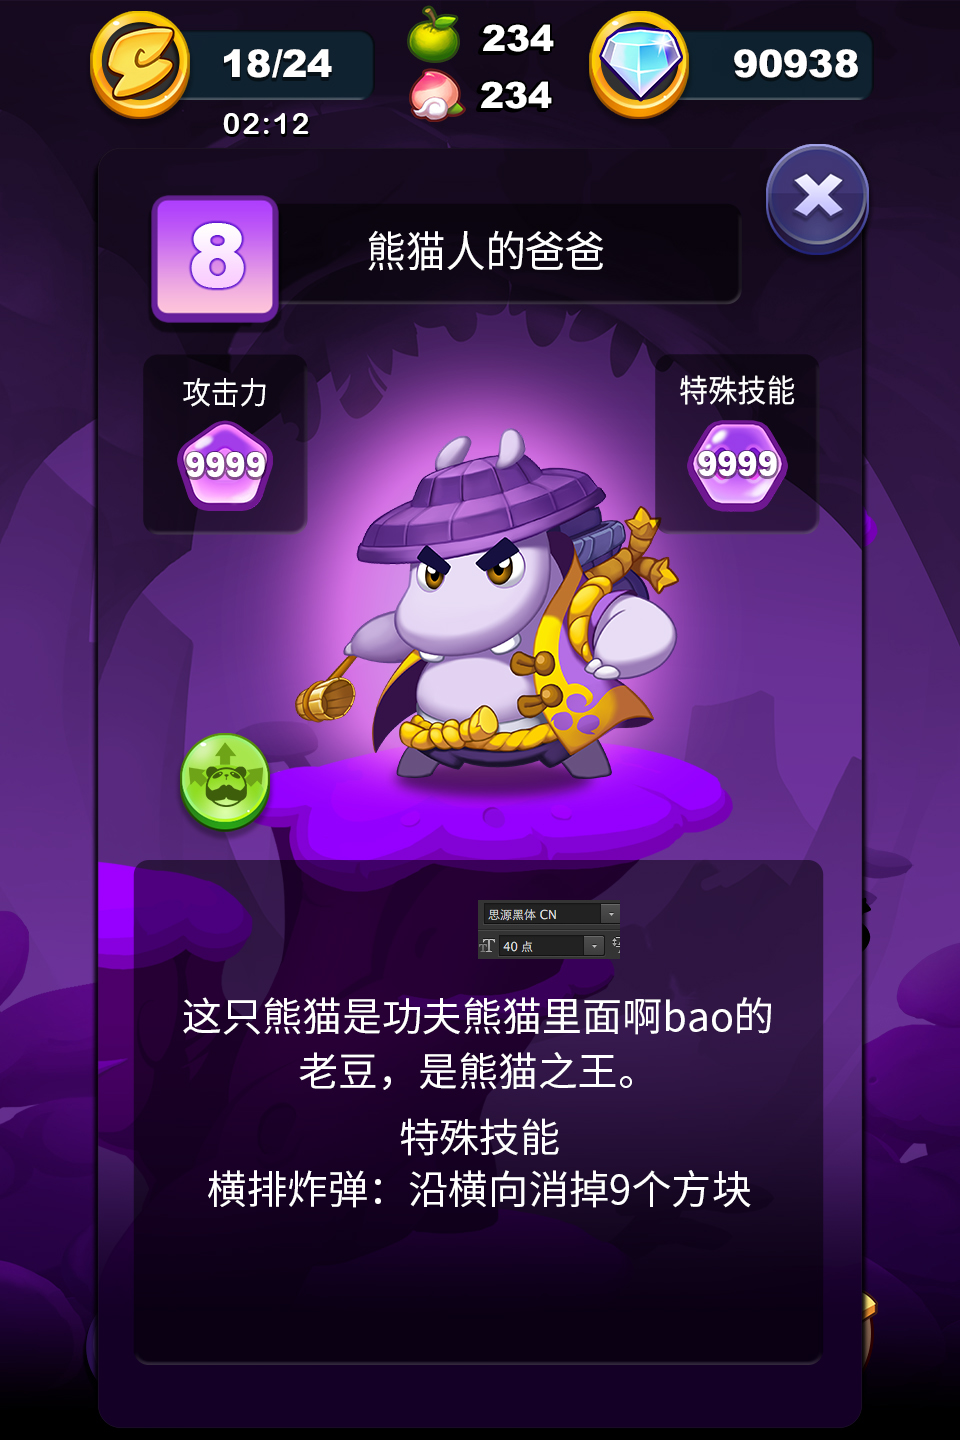 18/24
02:12
234
234
90938
8
熊猫人的爸爸
攻击力
9999
特殊技能
9999
思源黑体 CN
40 点
这只熊猫是功夫熊猫里面啊bao的
老豆，是熊猫之王。
特殊技能
横排炸弹：沿横向消掉9个方块